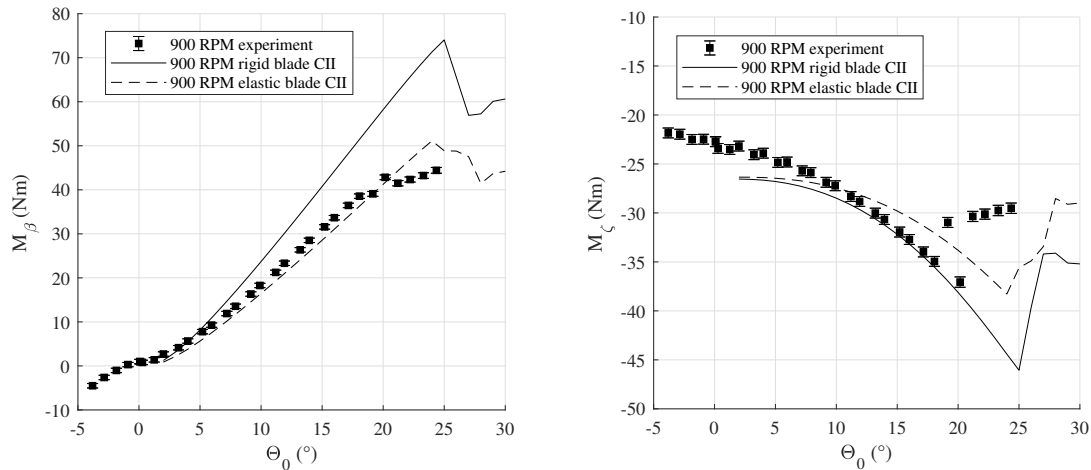 80
70
60
50
40
30
20
10
0
-10
M_β (Nm)
900 RPM experiment
900 RPM rigid blade CII
900 RPM elastic blade CII
-5 0 5 10 15 20 25 30
Θ_0 (°)
-10
-15
-20
-25
-30
-35
-40
-45
-50
M_ζ (Nm)
900 RPM experiment
900 RPM rigid blade CII
900 RPM elastic blade CII
-5 0 5 10 15 20 25 30
Θ_0 (°)